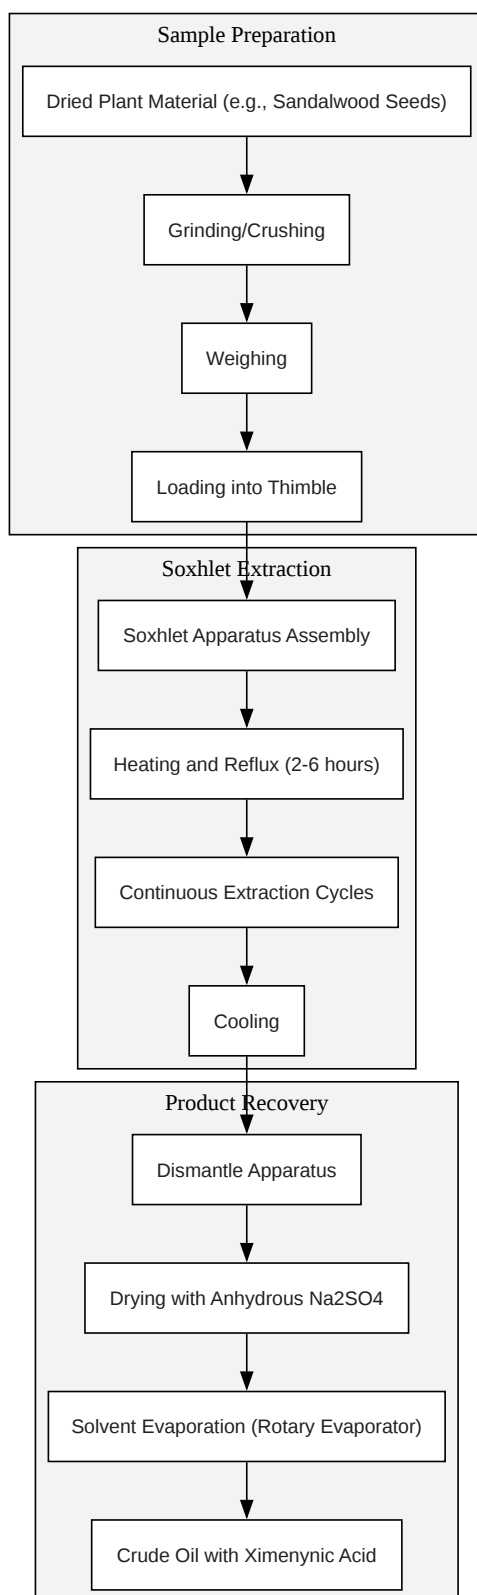 Sample Preparation
Dried Plant Material (e.g., Sandalwood Seeds)
Grinding/Crushing
Weighing
Loading into Thimble
Soxhlet Extraction
Soxhlet Apparatus Assembly
Heating and Reflux (2-6 hours)
Continuous Extraction Cycles
Cooling
Product Recovery
Dismantle Apparatus
Drying with Anhydrous Na2SO4
Solvent Evaporation (Rotary Evaporator)
Crude Oil with Ximenynic Acid